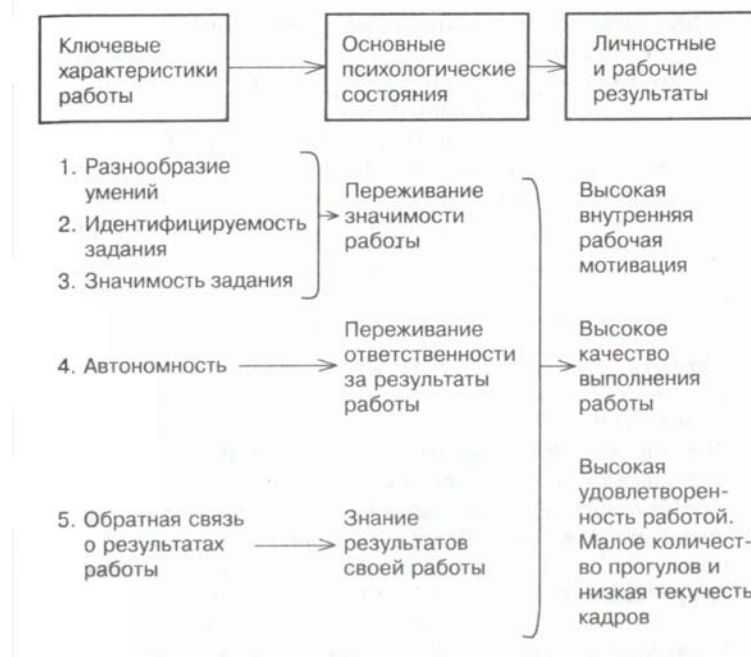 Ключевые
характеристики
работы
Основные
психологические
состояния
Личностные
и рабочие
результаты
1. Разнообразие
умений
2. Идентифицируемость
задания
3. Значимость задания
Переживание
значимости
работы
Высокая
внутренняя
рабочая
мотивация
4. Автономность
Переживание
ответственности
за результаты
работы
Высокое
качество
выполнения
работы
5. Обратная связь
о результатах
работы
Знание
результатов
своей работы
Высокая
удовлетворен-
ность работой.
Малое количест-
во прогулов и
низкая текучесть
кадров